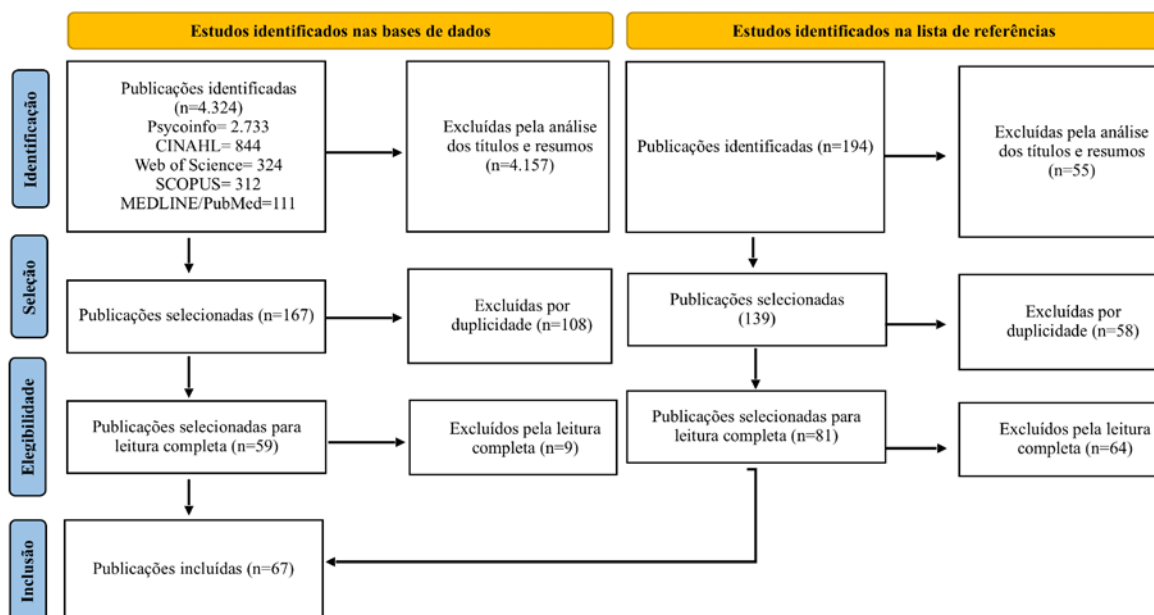 Estudos identificados nas bases de dados
Estudos identificados na lista de referências
Identificação
Publicações identificadas
(n=4.324)
Psycoinfo= 2.733
CINAHL= 844
Web of Science= 324
SCOPUS= 312
MEDLINE/PubMed=111
Excluídas pela análise
dos títulos e resumos
(n=4.157)
Publicações identificadas (n=194)
Excluídas pela análise
dos títulos e resumos
(n=55)
Seleção
Publicações selecionadas (n=167)
Excluídas por
duplicidade (n=108)
Publicações selecionadas
(139)
Excluídas por
duplicidade (n=58)
Elegibilidade
Publicações selecionadas para
leitura completa (n=59)
Excluídos pela leitura
completa (n=9)
Publicações selecionadas para
leitura completa (n=81)
Excluídos pela leitura
completa (n=64)
Inclusão
Publicações incluídas (n=67)